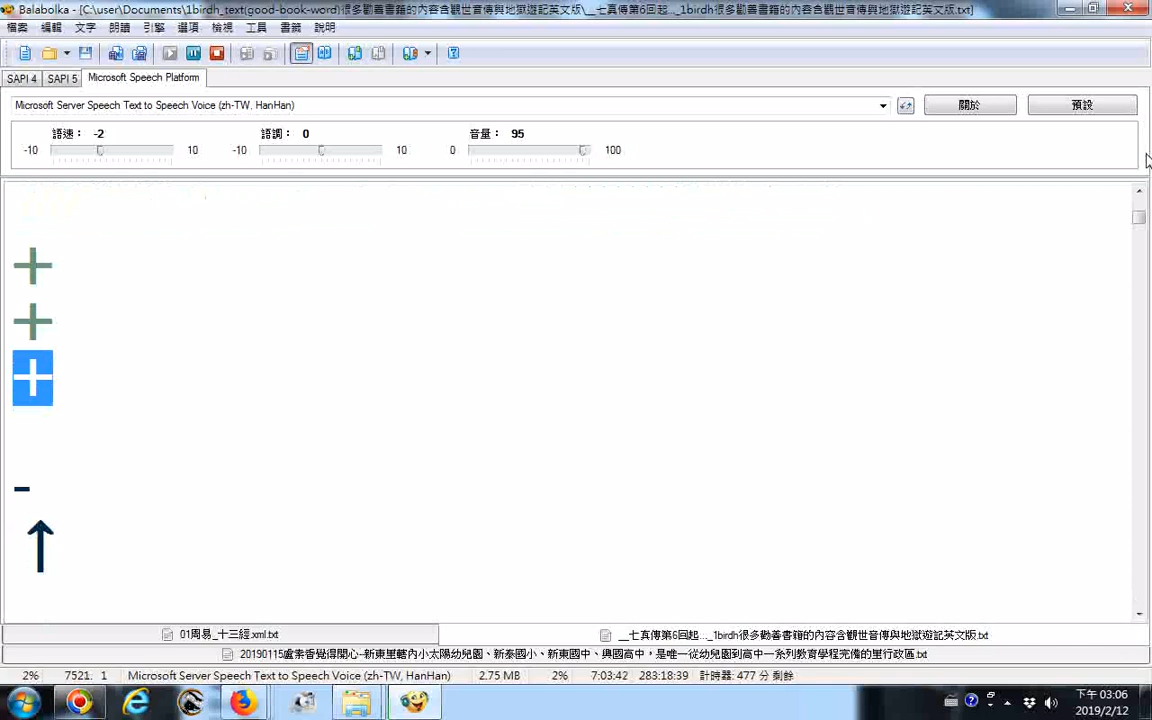 Balabolka - [C:\user\Documents\1birdh_text(good-book-word)很多勸善書籍的內容含觀世音傳與地獄遊記英文版\__七真傳第6回起..._1birdh很多勸善書籍的內容含觀世音傳與地獄遊記英文版.txt]
檔案 編輯 文字 朗讀 引擎 選項 檢視 工具 書籤 說明
SAPI 4 SAPI 5 Microsoft Speech Platform
Microsoft Server Speech Text to Speech Voice (zh-TW, HanHan) 關於 預設
語速： -2 語調： 0 音量： 95
-10 10 -10 10 0 100
+
+
+
-
↑
01周易_十三經.xml.txt __七真傳第6回起..._1birdh很多勸善書籍的內容含觀世音傳與地獄遊記英文版.txt
20190115盧素香覺得開心-新東里轄內小太陽幼兒園、新泰國小、新東國中、興國高中，是唯一從幼兒園到高中一系列教育學程完備的里行政區.txt
2% 7521. 1 Microsoft Server Speech Text to Speech Voice (zh-TW, HanHan) 2.75 MB 2% 7:03:42 283:18:39 計時器: 477 分 剩餘
下午 03:06
2019/2/12